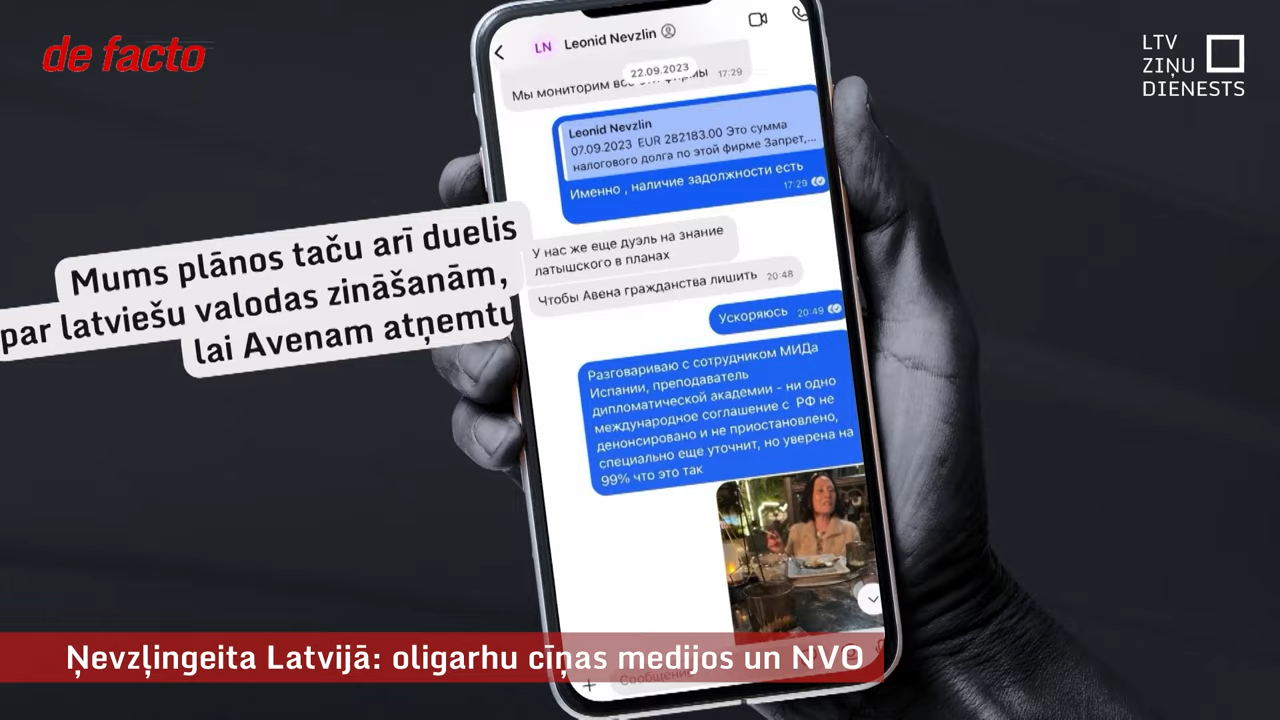 de facto
LTV
ZIŅU
DIENESTS
LN Leonid Nevzlin
22.09.2023
Мы мониторим все эти фирмы 17:29
Leonid Nevzlin
07.09.2023 EUR 282183.00 Это сумма
налогового долга по этой фирме Запрет,...
Именно , наличие задолжности есть
17:29
У нас же еще дуэль на знание
латышского в планах
Чтобы Авена гражданства лишить 20:48
Ускоряюсь 20:49
Разговариваю с сотрудником МИДа
Испании, преподаватель
дипломатической академии - ни одно
международное соглашение с РФ не
денонсировано и не приостановлено,
специально еще уточнит, но уверена на
99% что это так
Mums plānos taču arī duelis
par latviešu valodas zināšanām,
lai Avenam atņemtu
Ņevzļingeita Latvijā: oligarhu cīņas medijos un NVO
Сообщение